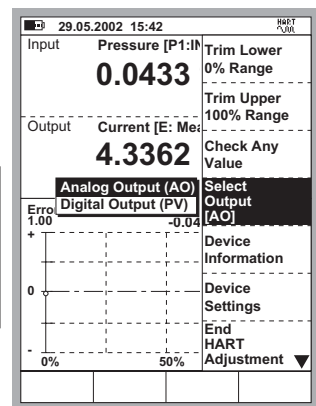 29.05.2002 15:42
HART
Input
Pressure [P1:IN
0.0433
Output
Current [E: Mea
4.3362
Analog Output (AO)
Digital Output (PV)
Erro
1.00
-0.04
+
0
-
0%
50%
Trim Lower
0% Range
Trim Upper
100% Range
Check Any
Value
Select
Output
[AO]
Device
Information
Device
Settings
End
HART
Adjustment